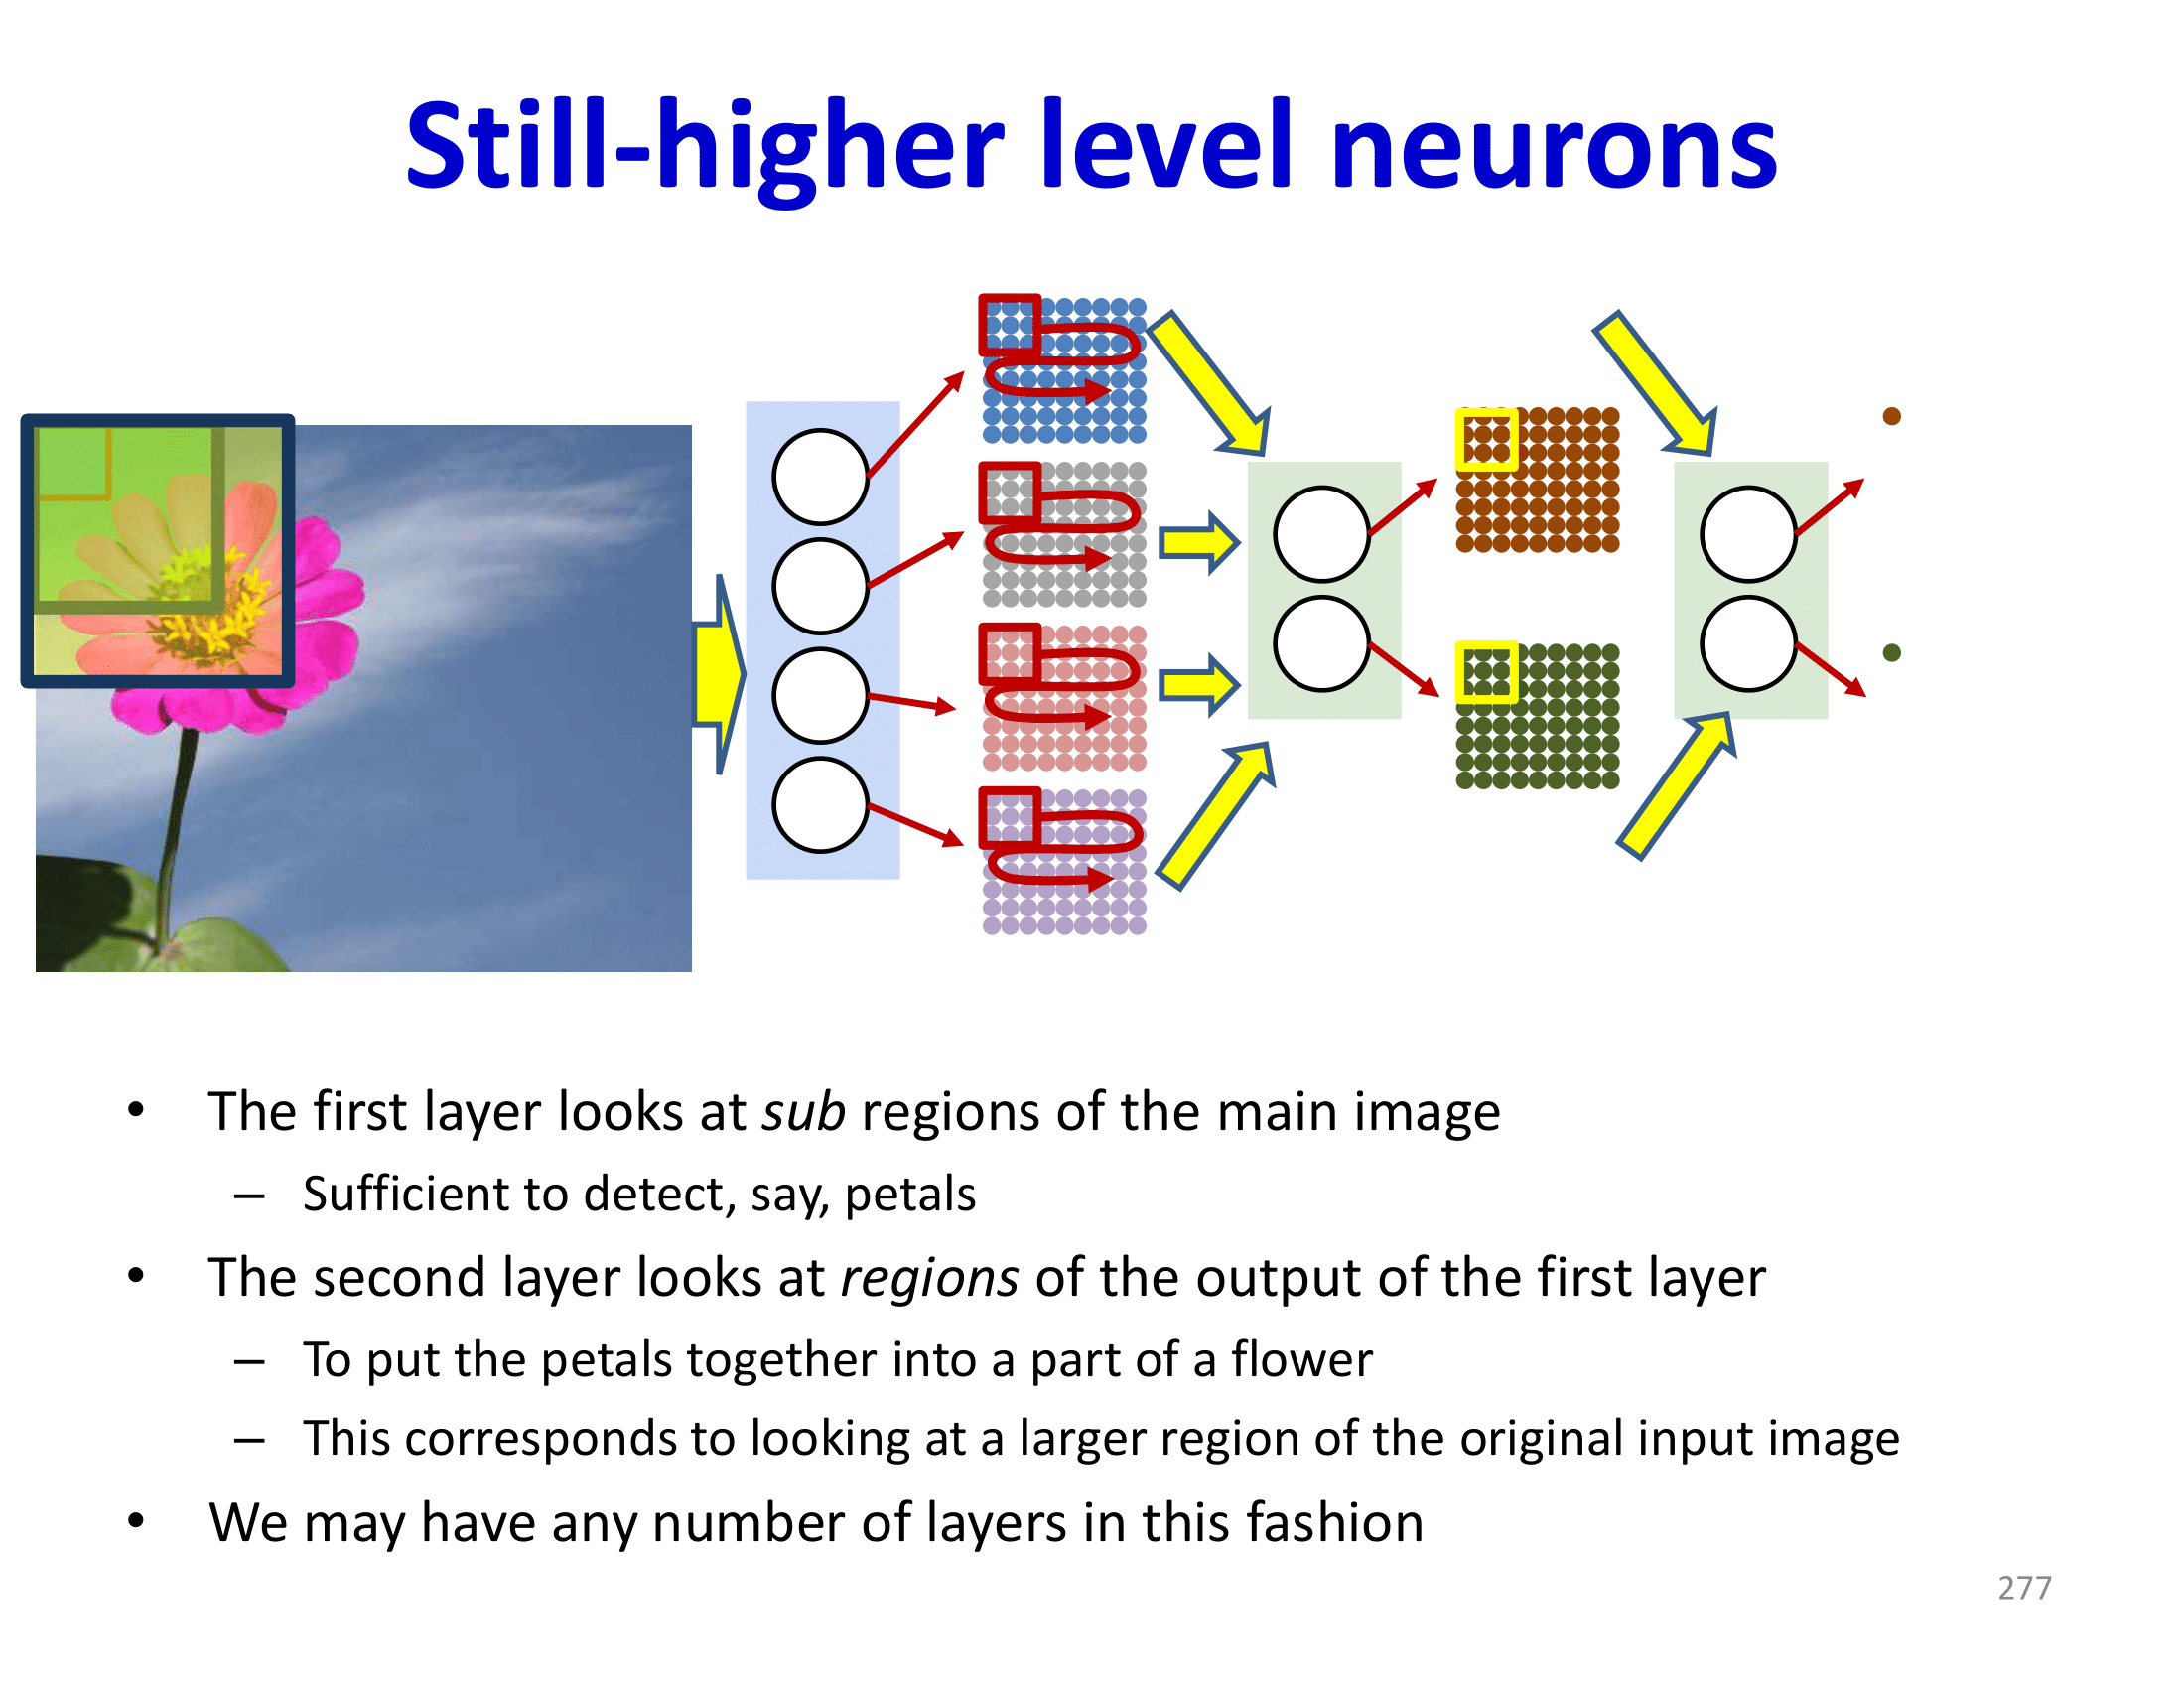 Still-higher level neurons
• The first layer looks at sub regions of the main image
– Sufficient to detect, say, petals
• The second layer looks at regions of the output of the first layer
– To put the petals together into a part of a flower
– This corresponds to looking at a larger region of the original input image
• We may have any number of layers in this fashion
277